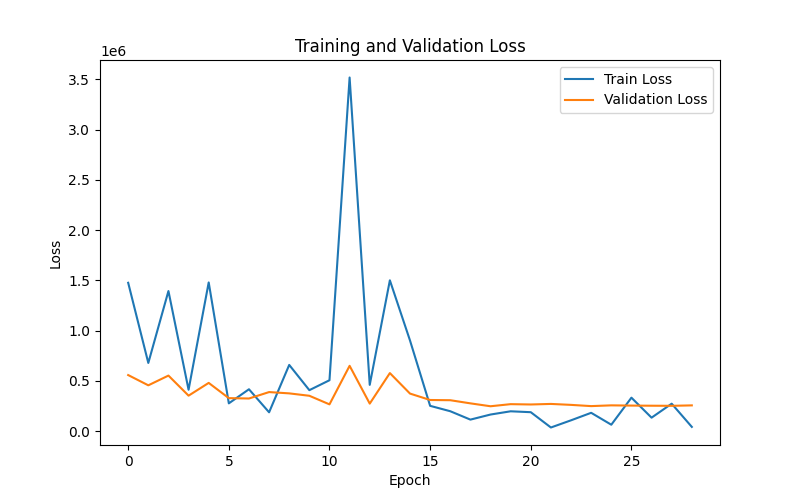 Training and Validation Loss
1e6
Train Loss
Validation Loss
3.5
3.0
2.5
2.0
1.5
1.0
0.5
0.0
Loss
0 5 10 15 20 25
Epoch